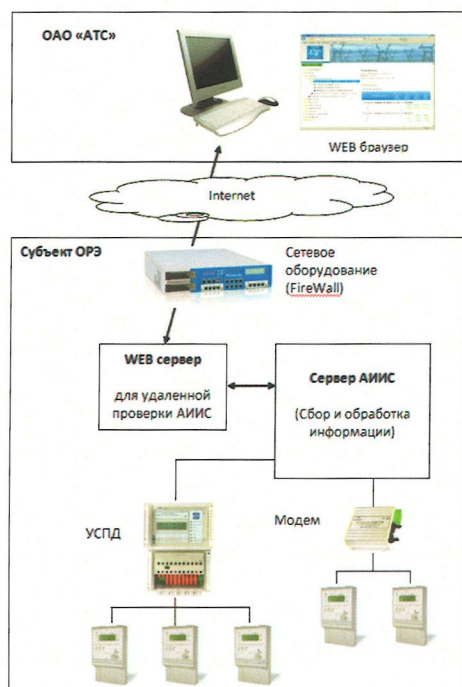 ОАО «АТС»
WEB браузер
Internet
Субъект ОРЭ
Сетевое
оборудование
(FireWall)
WEB сервер
для удаленной
проверки АИИС
Сервер АИИС
(Сбор и обработка
информации)
УСПД
Модем